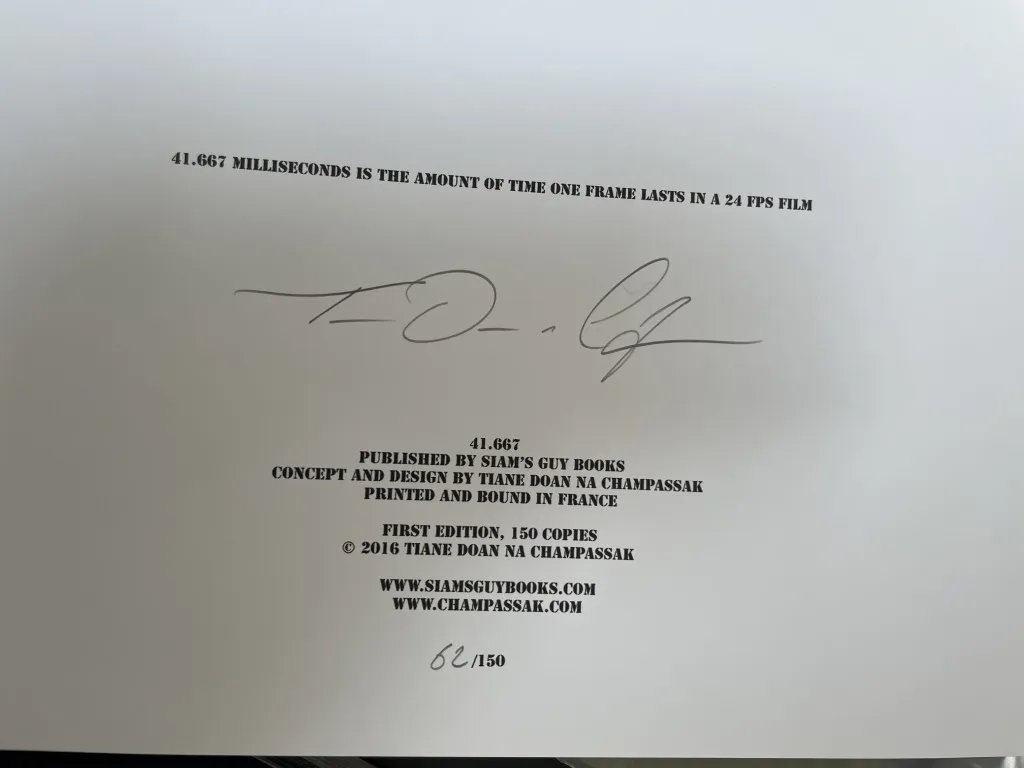 41.667 MILLISECONDS IS THE AMOUNT OF TIME ONE FRAME LASTS IN A 24 FPS FILM
41.667
PUBLISHED BY SIAM'S GUY BOOKS
CONCEPT AND DESIGN BY TIANE DOAN NA CHAMPASSAK
PRINTED AND BOUND IN FRANCE
FIRST EDITION, 150 COPIES
© 2016 TIANE DOAN NA CHAMPASSAK
WWW.SIAMSGUYBOOKS.COM
WWW.CHAMPASSAK.COM
62/150